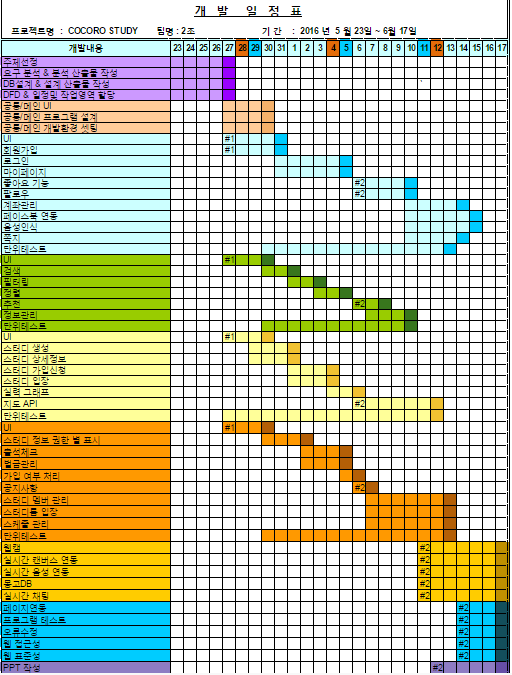 개 발 일 정 표
프로젝트명 : COCORO STUDY 팀명 : 2조 기 간 : 2016 년 5 월 23일 ~ 6월 17일
개발내용 23 24 25 26 27 28 29 30 31 1 2 3 4 5 6 7 8 9 10 11 12 13 14 15 16 17
주제선정
요구 분석 & 분석 산출물 작성
DB설계 & 설계 산출물 작성
DFD & 일정및 작업영역 할당
공통/메인 UI
공통/메인 프로그램 설계
공통/메인 개발환경 셋팅
UI #1
회원가입 #1
로그인
마이페이지
좋아요 기능 #2
팔로우 #2
계좌관리
페이스북 연동
음성인식
쪽지
단위테스트
UI #1
검색
필터링
정렬
추천 #2
정보관리
단위테스트
UI #1
스터디 생성
스터디 상세정보
스터디 가입신청
스터디 입장
실력 그래프
지도 API #2
단위테스트
UI #1
스터디 정보 권한 별 표시
출석체크
벌금관리
가입 여부 처리
공지사항 #2
스터디 멤버 관리
스터디룸 입장
스케줄 관리
단위테스트
웹캠 #2
실시간 캔버스 연동 #2
실시간 음성 연동 #2
몽고DB #2
실시간 채팅 #2
페이지연동 #2
프로그램 테스트 #2
오류수정 #2
웹 접근성 #2
웹 표준성 #2
PPT 작성 #2